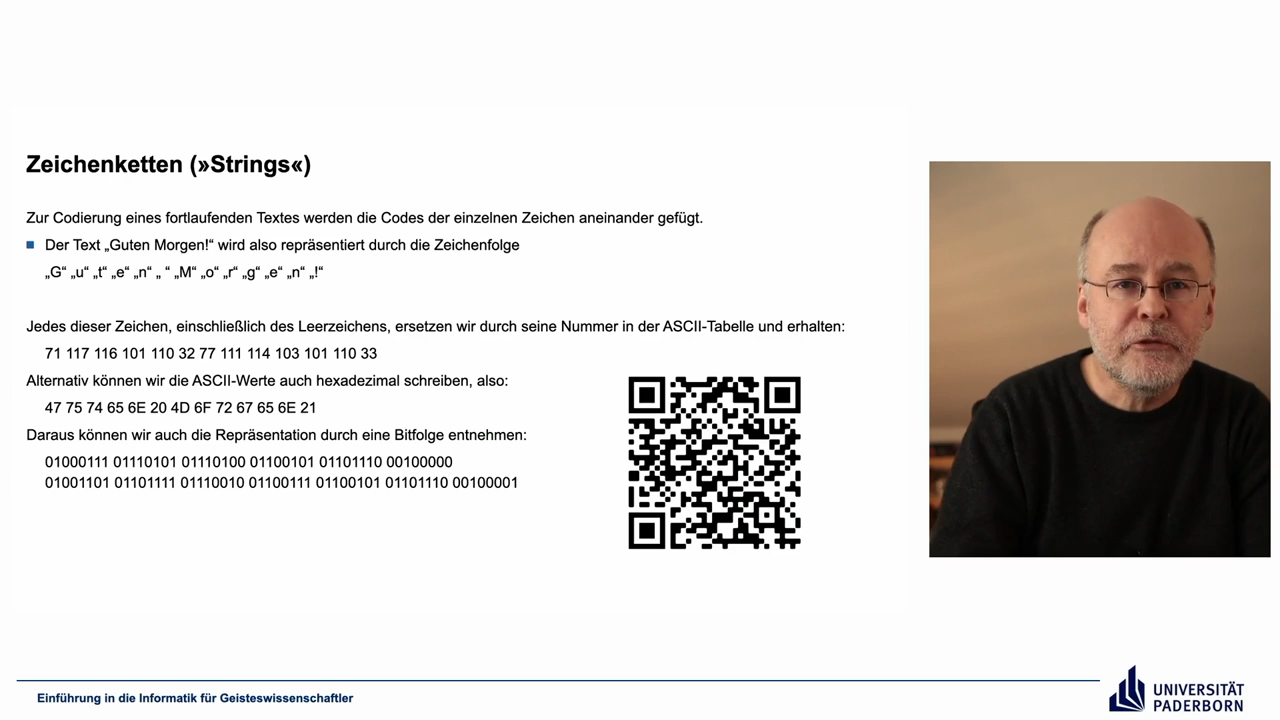 Zeichenketten (»Strings«)
Zur Codierung eines fortlaufenden Textes werden die Codes der einzelnen Zeichen aneinander gefügt.
Der Text „Guten Morgen!“ wird also repräsentiert durch die Zeichenfolge
„G“ „u“ „t“ „e“ „n“ „ “ „M“ „o“ „r“ „g“ „e“ „n“ „!“
Jedes dieser Zeichen, einschließlich des Leerzeichens, ersetzen wir durch seine Nummer in der ASCII-Tabelle und erhalten:
71 117 116 101 110 32 77 111 114 103 101 110 33
Alternativ können wir die ASCII-Werte auch hexadezimal schreiben, also:
47 75 74 65 6E 20 4D 6F 72 67 65 6E 21
Daraus können wir auch die Repräsentation durch eine Bitfolge entnehmen:
01000111 01110101 01110100 01100101 01101110 00100000
01001101 01101111 01110010 01100111 01100101 01101110 00100001
Einführung in die Informatik für Geisteswissenschaftler
UNIVERSITÄT
PADERBORN